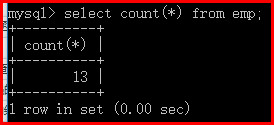 mysql> select count(*) from emp;
+----------+
| count(*) |
+----------+
| 13 |
+----------+
1 row in set (0.00 sec)